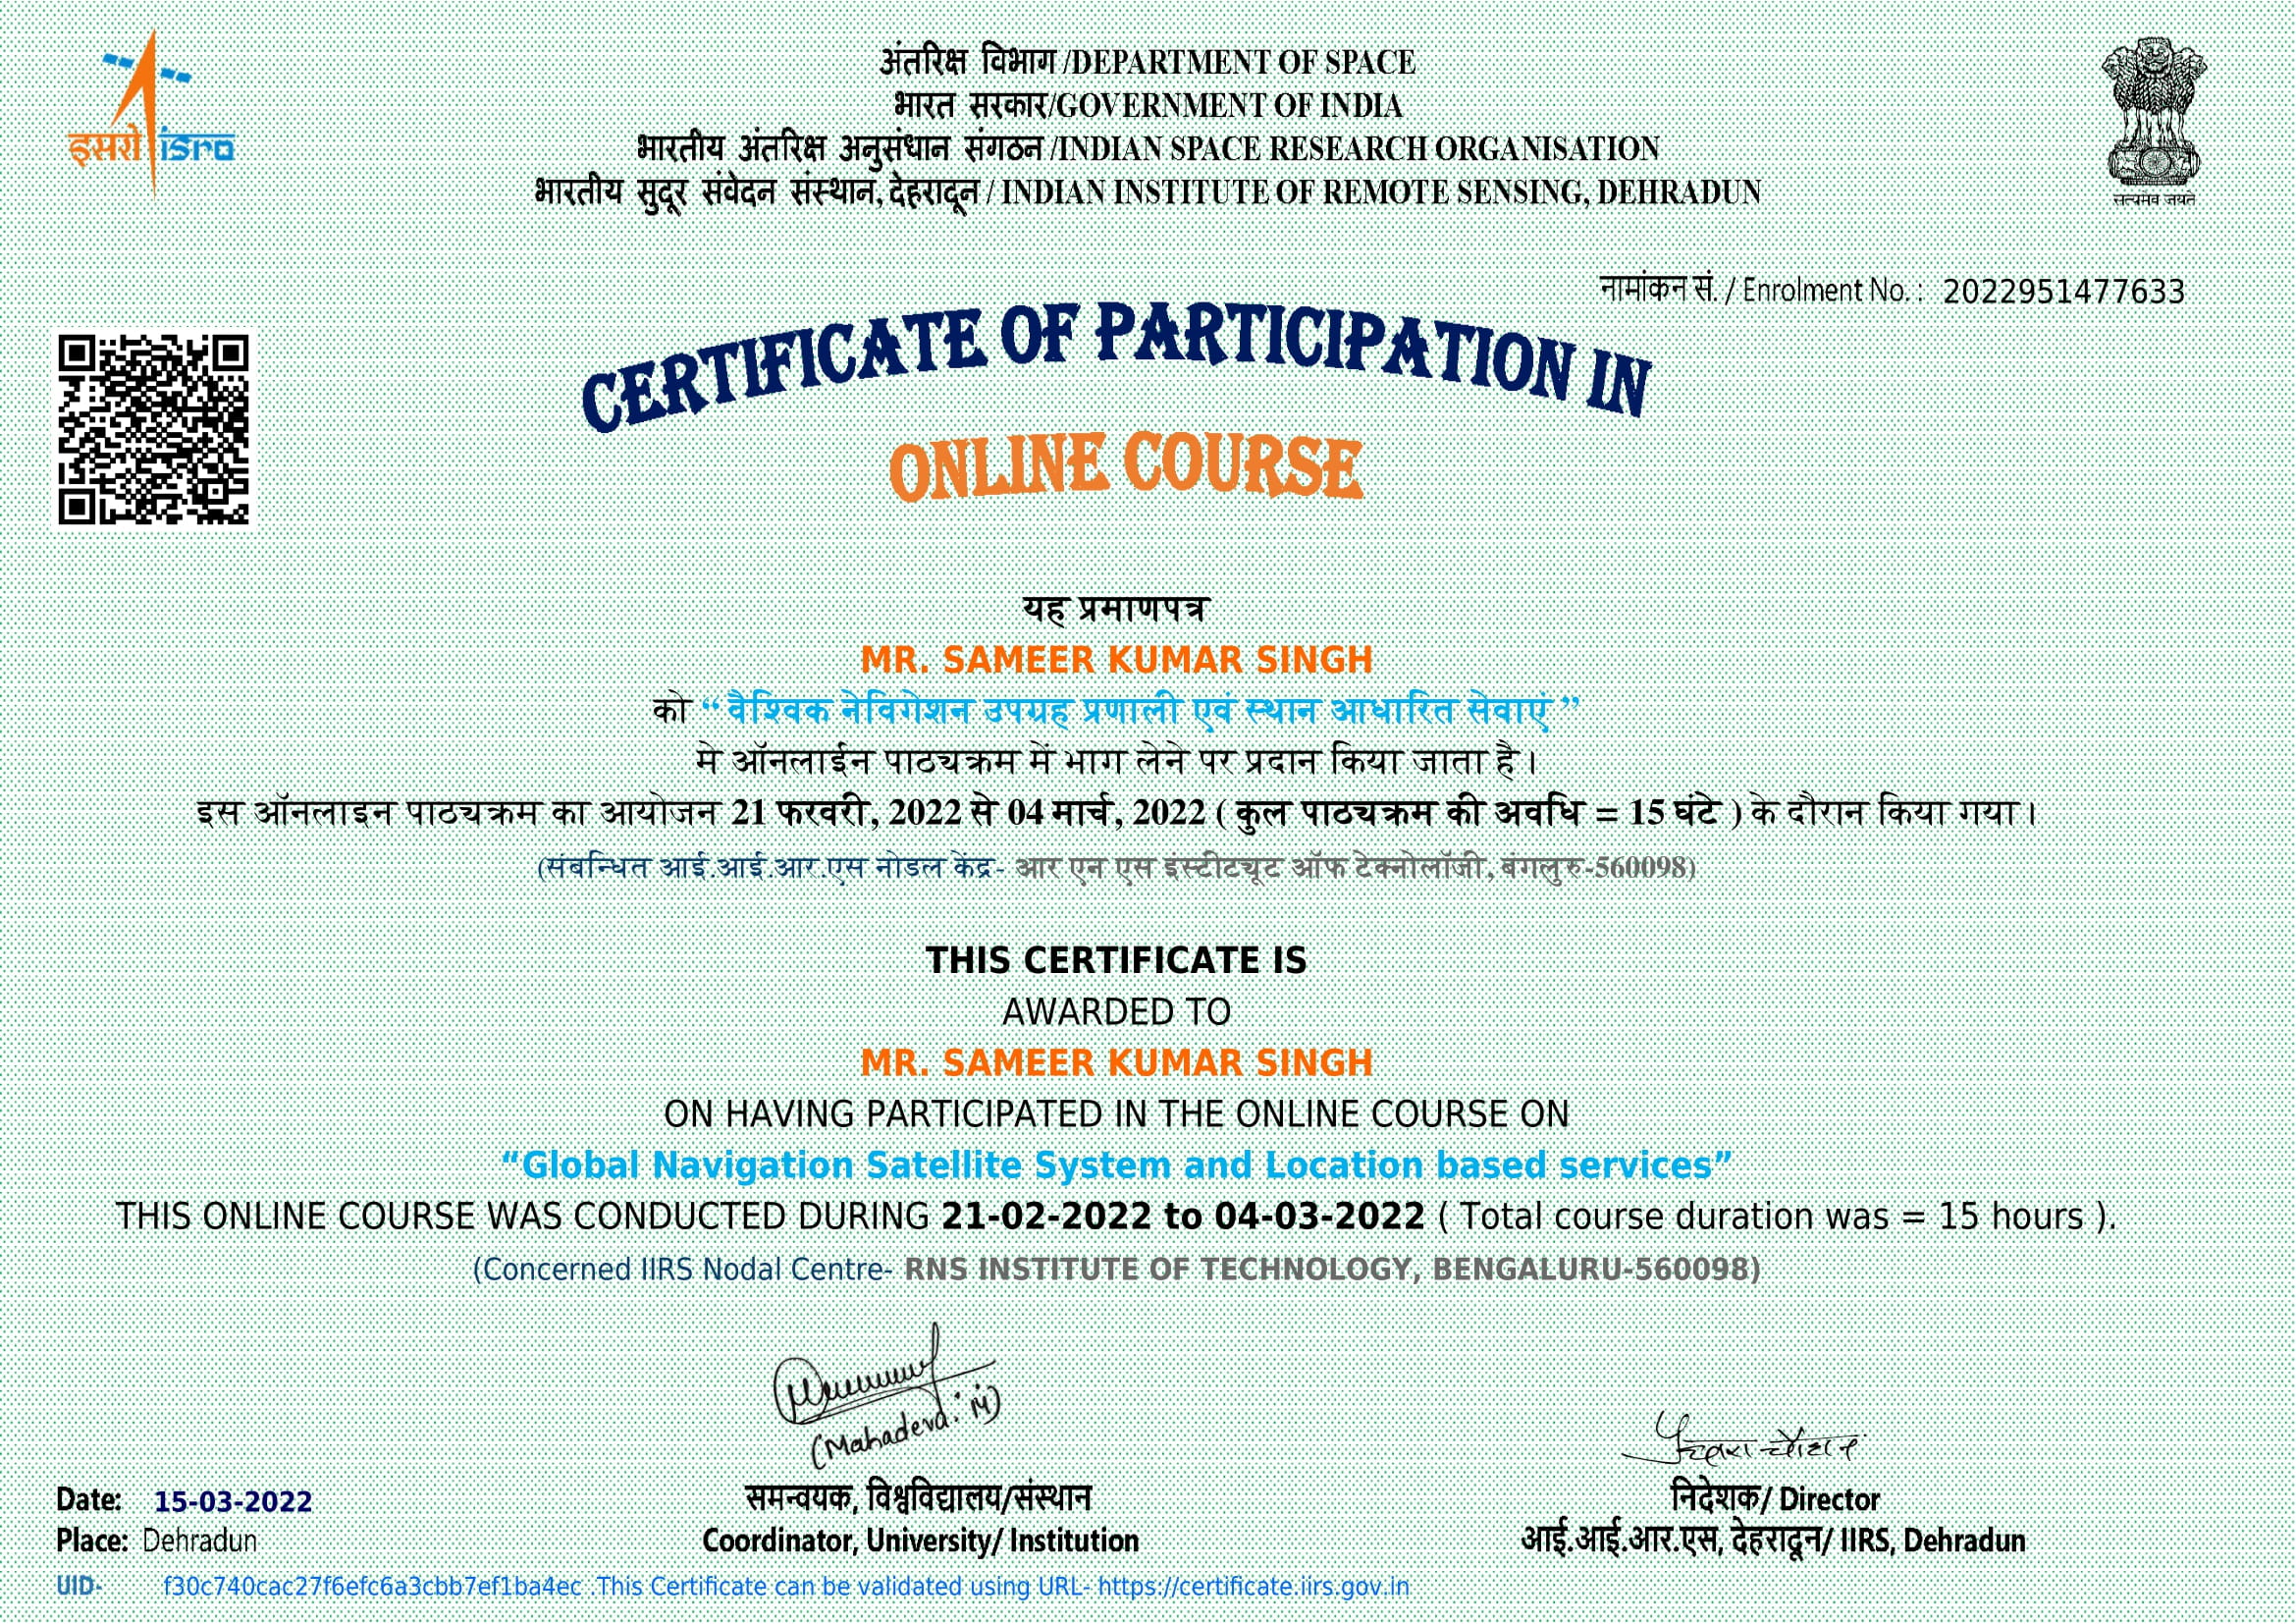 इसरो isro
अंतरिक्ष विभाग /DEPARTMENT OF SPACE
भारत सरकार/GOVERNMENT OF INDIA
भारतीय अंतरिक्ष अनुसंधान संगठन /INDIAN SPACE RESEARCH ORGANISATION
भारतीय सुदूर संवेदन संस्थान, देहरादून / INDIAN INSTITUTE OF REMOTE SENSING, DEHRADUN
सत्यमेव जयते
नामांकन सं. / Enrolment No. : 2022951477633
CERTIFICATE OF PARTICIPATION IN
ONLINE COURSE
यह प्रमाणपत्र
MR. SAMEER KUMAR SINGH
को “ वैश्विक नेविगेशन उपग्रह प्रणाली एवं स्थान आधारित सेवाएं ”
मे ऑनलाईन पाठ्यक्रम में भाग लेने पर प्रदान किया जाता है।
इस ऑनलाइन पाठ्यक्रम का आयोजन 21 फरवरी, 2022 से 04 मार्च, 2022 ( कुल पाठ्यक्रम की अवधि = 15 घंटे ) के दौरान किया गया।
(संबन्धित आई.आई.आर.एस नोडल केंद्र- आर एन एस इंस्टीट्यूट ऑफ टेक्नोलॉजी, बंगलुरु-560098)
THIS CERTIFICATE IS
AWARDED TO
MR. SAMEER KUMAR SINGH
ON HAVING PARTICIPATED IN THE ONLINE COURSE ON
“Global Navigation Satellite System and Location based services”
THIS ONLINE COURSE WAS CONDUCTED DURING 21-02-2022 to 04-03-2022 ( Total course duration was = 15 hours ).
(Concerned IIRS Nodal Centre- RNS INSTITUTE OF TECHNOLOGY, BENGALURU-560098)
(Mahadeva. M)
Date: 15-03-2022
समन्वयक, विश्वविद्यालय/संस्थान
निदेशक/ Director
Place: Dehradun
Coordinator, University/ Institution
आई.आई.आर.एस, देहरादून/ IIRS, Dehradun
UID- f30c740cac27f6efc6a3cbb7ef1ba4ec .This Certificate can be validated using URL- https://certificate.iirs.gov.in